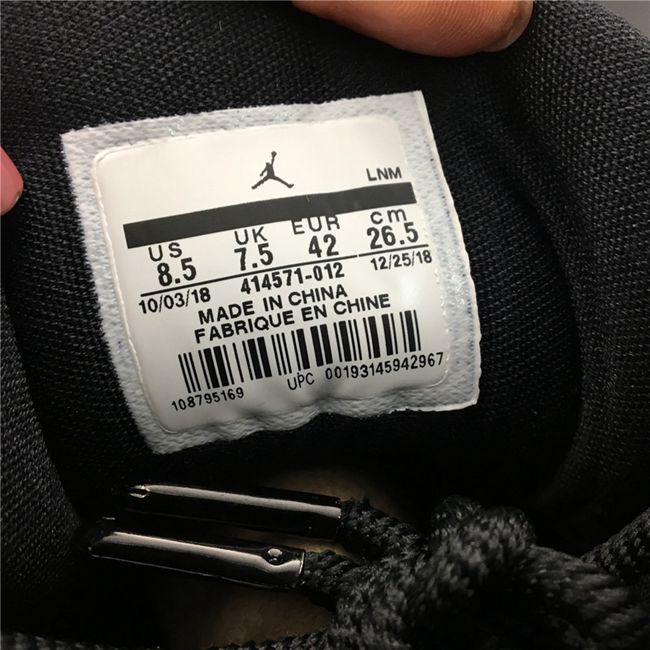 LNM
US UK EUR cm
8.5 7.5 42 26.5
10/03/18 414571-012 12/25/18
MADE IN CHINA
FABRIQUE EN CHINE
108795169 UPC 00193145942967